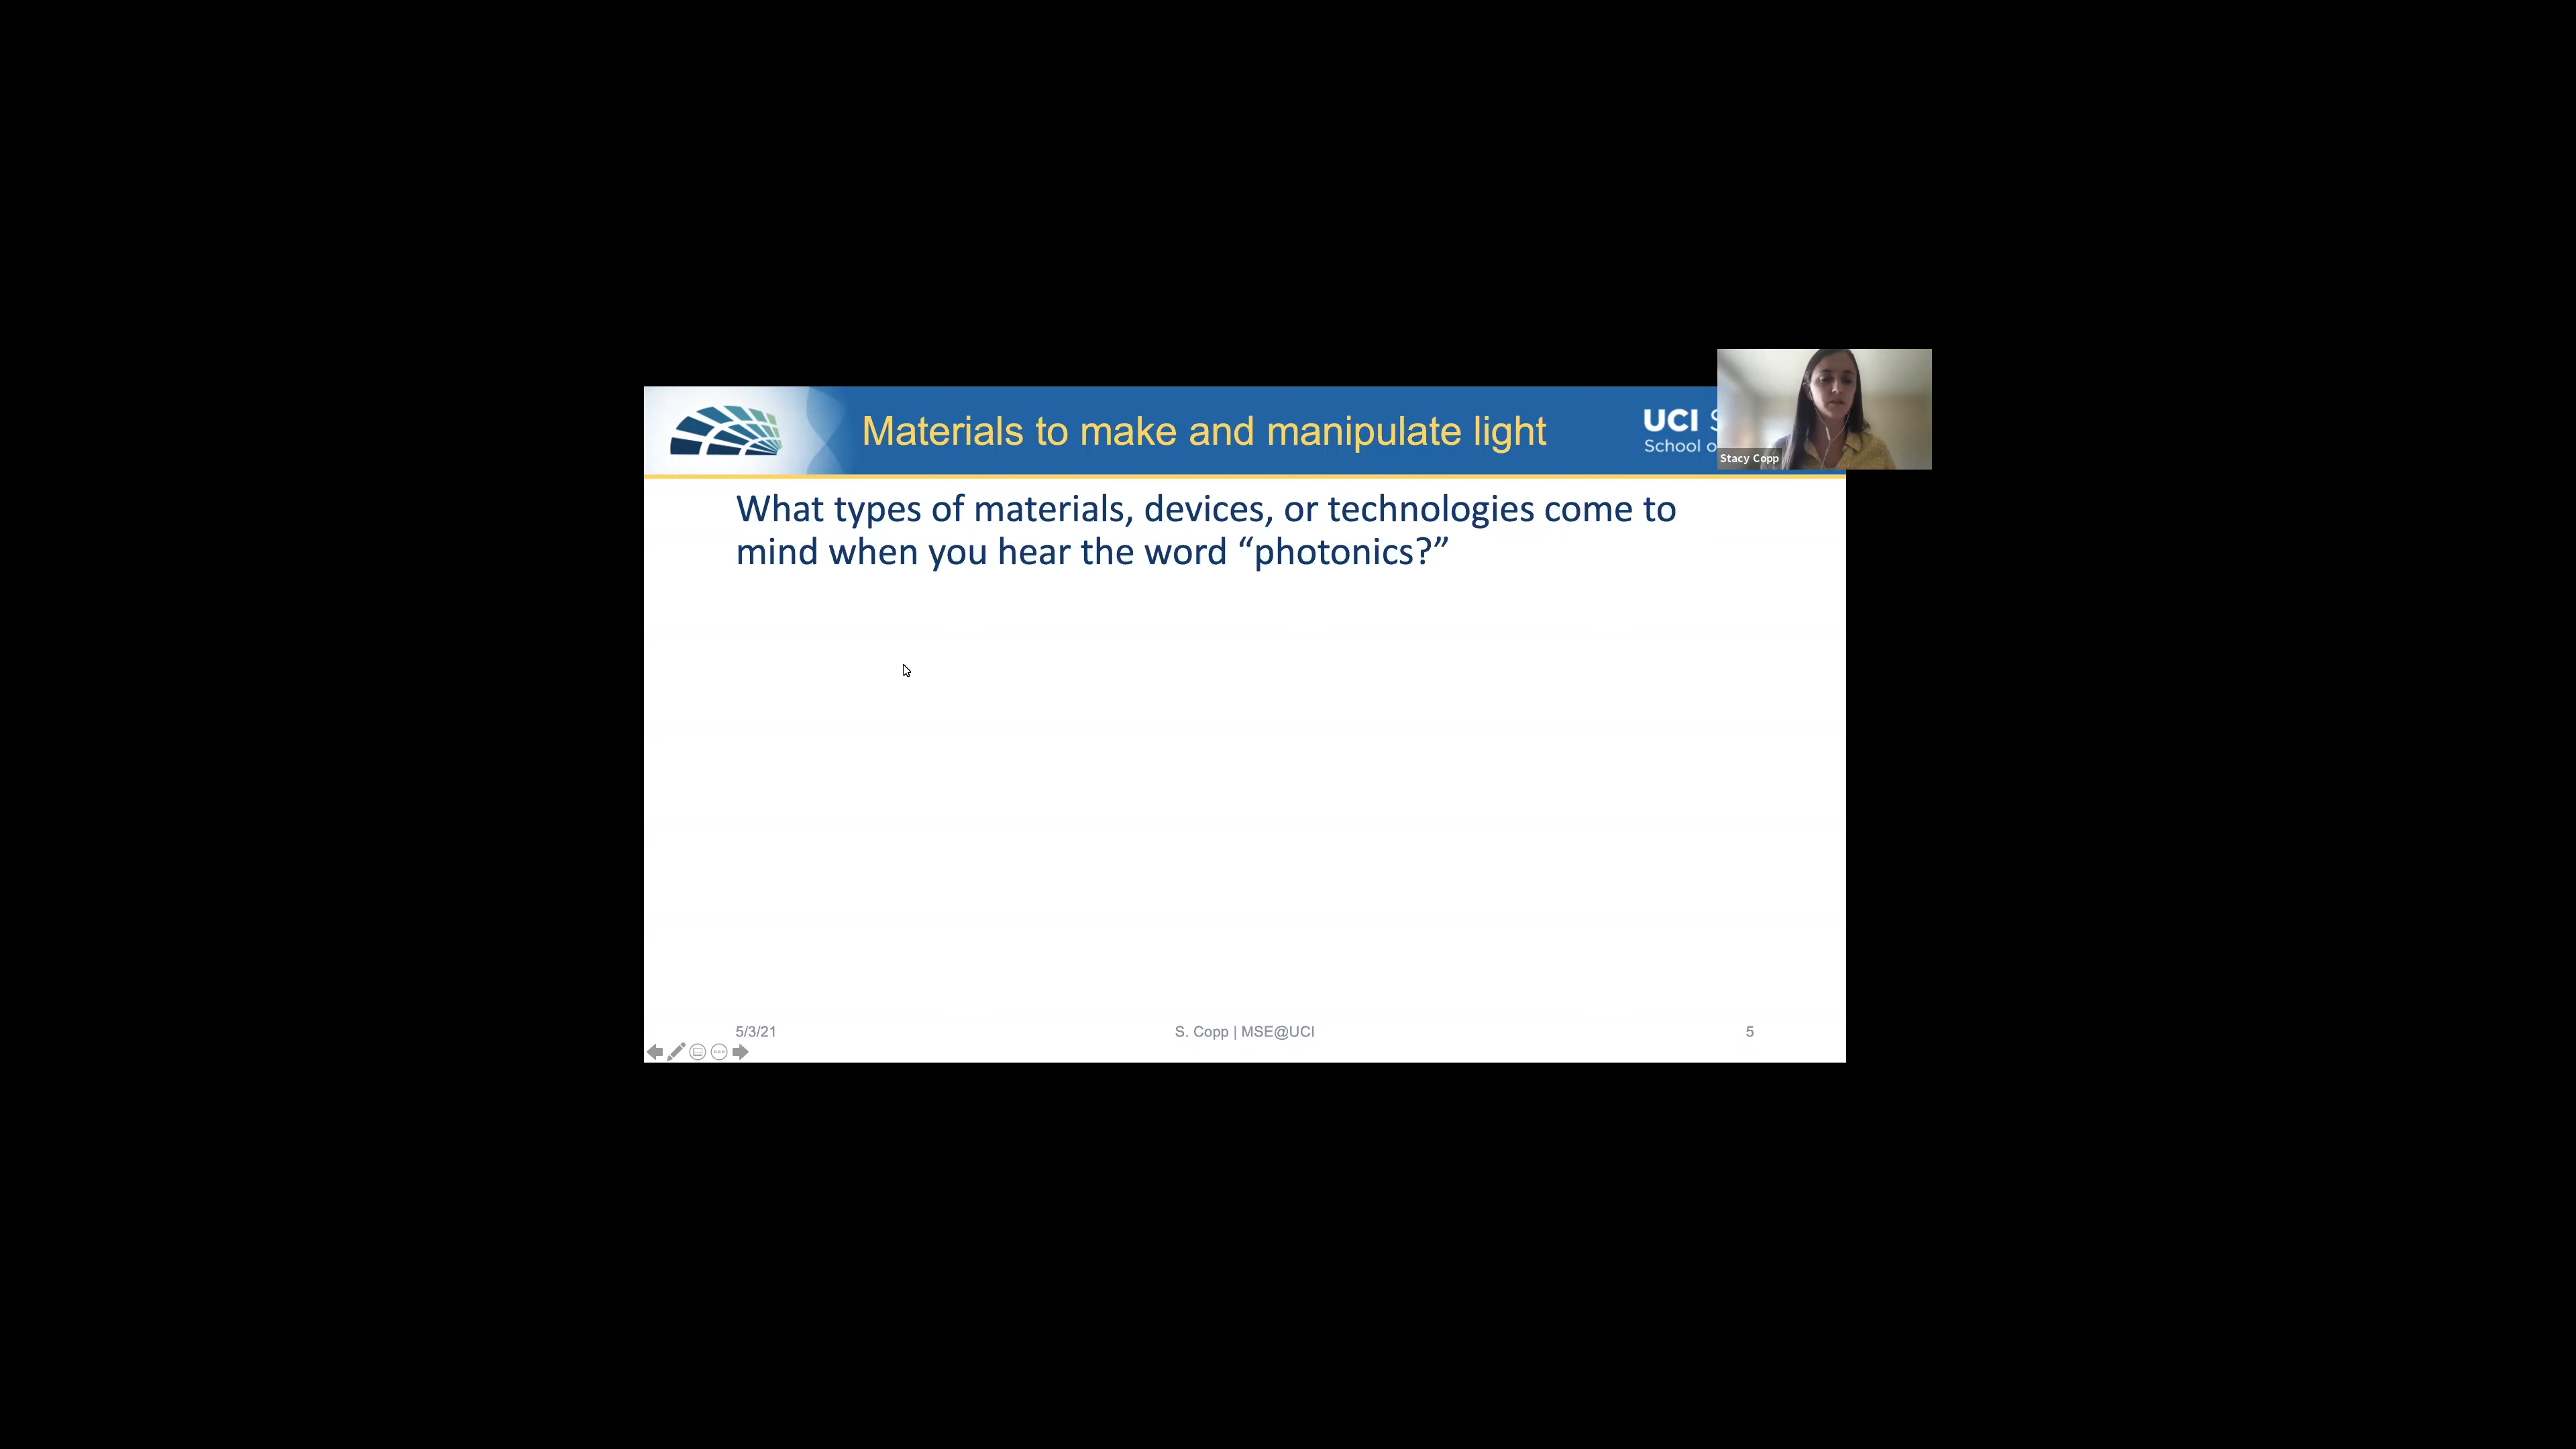 Materials to make and manipulate light
UCI
School
Stacy Copp
What types of materials, devices, or technologies come to
mind when you hear the word “photonics?”
5/3/21
S. Copp | MSE@UCI
5